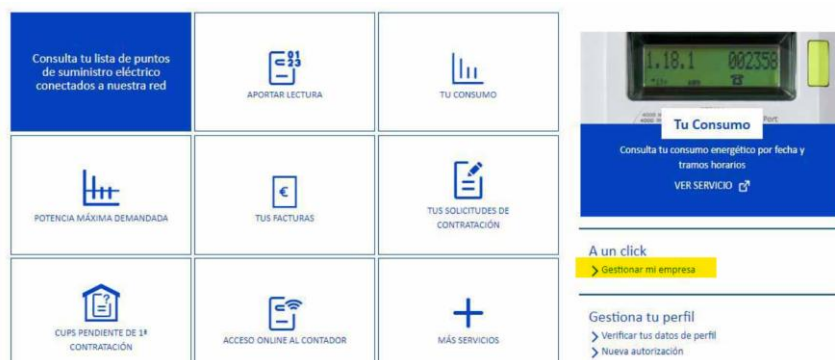 Consulta tu lista de puntos
de suministro eléctrico
conectados a nuestra red
APORTAR LECTURA
TU CONSUMO
POTENCIA MÁXIMA DEMANDADA
TUS FACTURAS
TUS SOLICITUDES DE
CONTRATACIÓN
CUPS PENDIENTE DE 1ª
CONTRATACIÓN
ACCESO ONLINE AL CONTADOR
MÁS SERVICIOS
1.18.1 002358
Tu Consumo
Consulta tu consumo energético por fecha y
tramos horarios
VER SERVICIO
A un click
Gestionar mi empresa
Gestiona tu perfil
Verificar tus datos de perfil
Nueva autorización